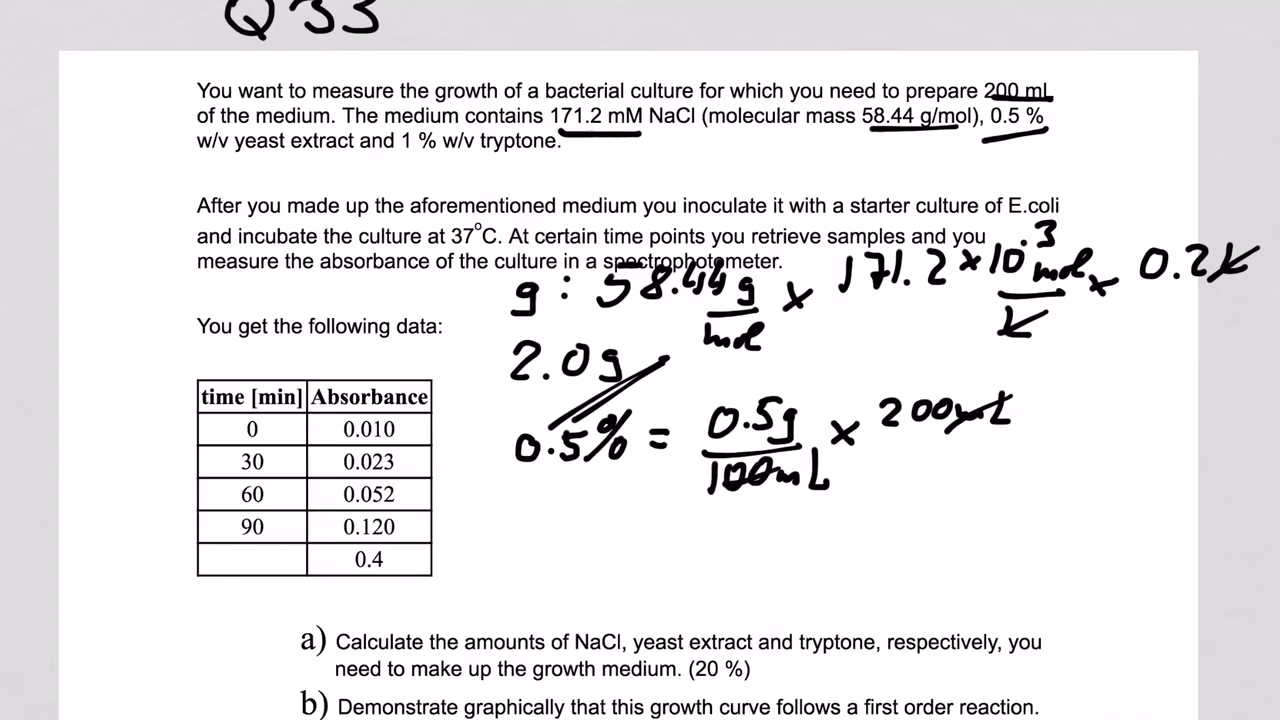 Q33
You want to measure the growth of a bacterial culture for which you need to prepare 200 mL
of the medium. The medium contains 171.2 mM NaCl (molecular mass 58.44 g/mol), 0.5 %
w/v yeast extract and 1 % w/v tryptone.
After you made up the aforementioned medium you inoculate it with a starter culture of E.coli
and incubate the culture at 37°C. At certain time points you retrieve samples and you
measure the absorbance of the culture in a spectrophotometer.
g : 58.44 g/mol x 171.2 x 10^-3 mol/L x 0.2 L
You get the following data:
2.0g
time [min] Absorbance
0 0.010
30 0.023
60 0.052
90 0.120
0.4
0.5% = 0.5g/100mL x 200mL
a) Calculate the amounts of NaCl, yeast extract and tryptone, respectively, you
need to make up the growth medium. (20 %)
b) Demonstrate graphically that this growth curve follows a first order reaction.